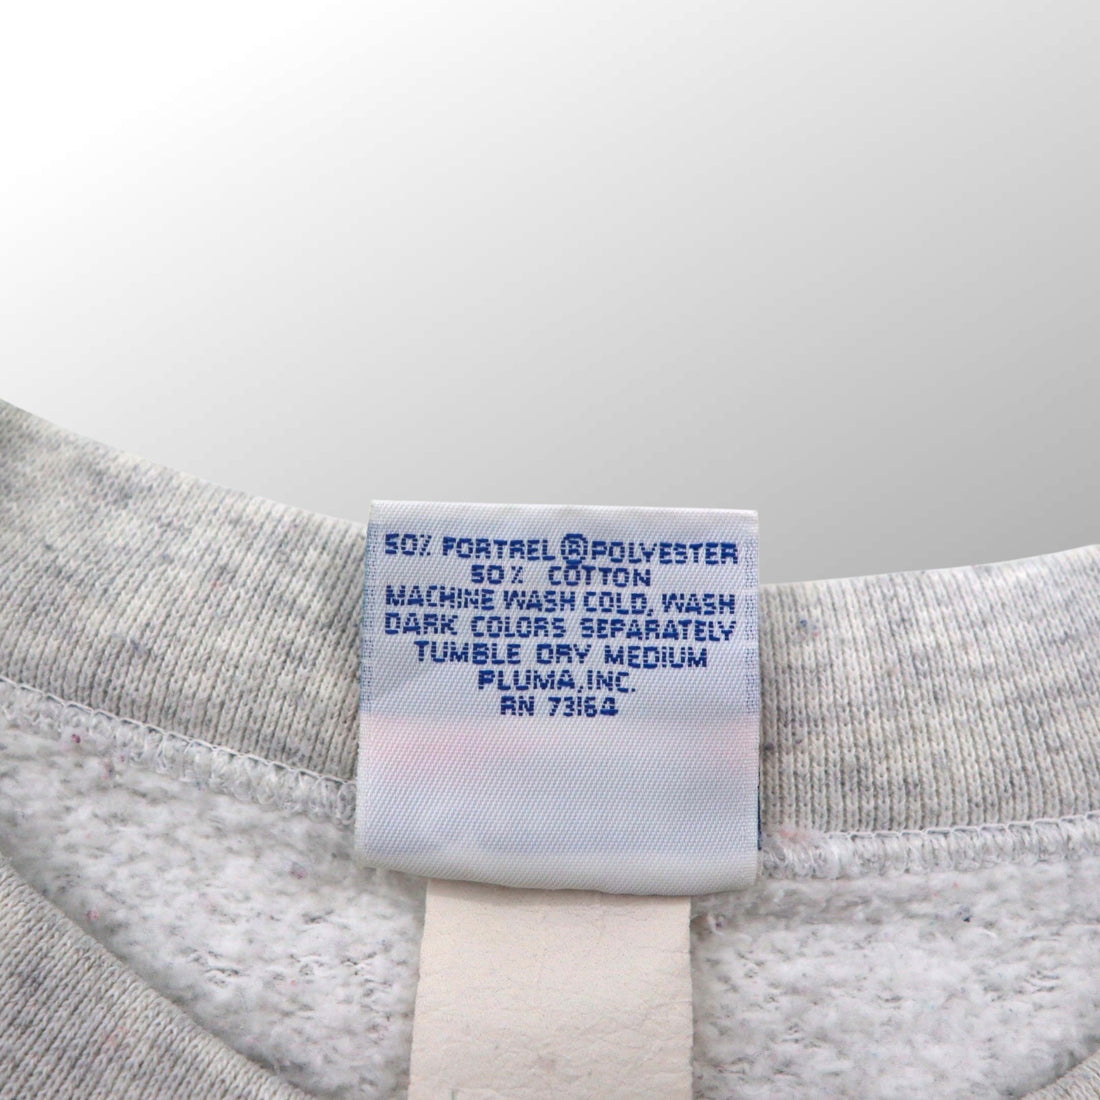 50% FORTREL ® POLYESTER
50% COTTON
MACHINE WASH COLD, WASH
DARK COLORS SEPARATELY
TUMBLE DRY MEDIUM
PLUMA, INC.
RN 73164